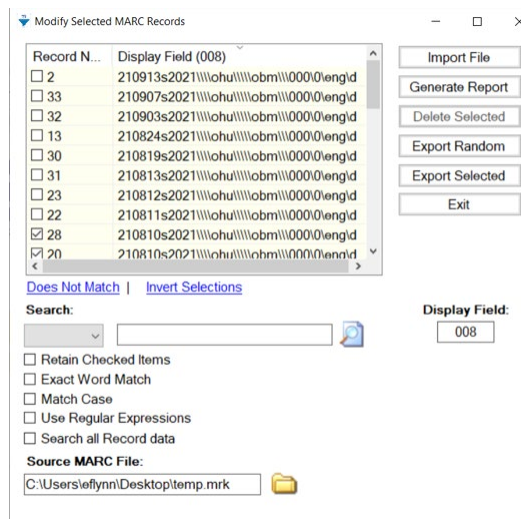 Modify Selected MARC Records
Record N... Display Field (008)
2 210913s2021\\\\ohu\\\\\obm\\\000\0\eng\d
33 210907s2021\\\\ohu\\\\\obm\\\000\0\eng\d
32 210903s2021\\\\ohu\\\\\obm\\\000\0\eng\d
13 210824s2021\\\\ohu\\\\\obm\\\000\0\eng\d
30 210819s2021\\\\ohu\\\\\obm\\\000\0\eng\d
31 210813s2021\\\\ohu\\\\\obm\\\000\0\eng\d
23 210812s2021\\\\ohu\\\\\obm\\\000\0\eng\d
22 210811s2021\\\\ohu\\\\\obm\\\000\0\eng\d
28 210810s2021\\\\ohu\\\\\obm\\\000\0\eng\d
20 210810s2021\\\\ohu\\\\\obm\\\000\0\eng\d
Import File
Generate Report
Delete Selected
Export Random
Export Selected
Exit
Does Not Match | Invert Selections
Search:
Display Field:
008
Retain Checked Items
Exact Word Match
Match Case
Use Regular Expressions
Search all Record data
Source MARC File:
C:\Users\eflynn\Desktop\temp.mrk